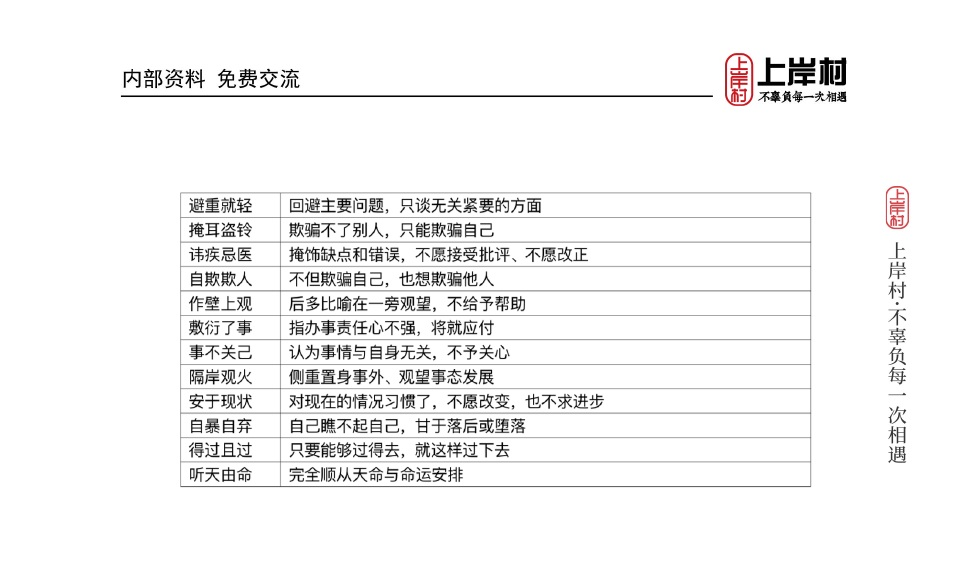 内部资料 免费交流
上岸村
上岸村
不辜负每一次相遇
避重就轻 回避主要问题，只谈无关紧要的方面
掩耳盗铃 欺骗不了别人，只能欺骗自己
讳疾忌医 掩饰缺点和错误，不愿接受批评、不愿改正
自欺欺人 不但欺骗自己，也想欺骗他人
作壁上观 后多比喻在一旁观望，不给予帮助
敷衍了事 指办事责任心不强，将就应付
事不关己 认为事情与自身无关，不予关心
隔岸观火 侧重置身事外、观望事态发展
安于现状 对现在的情况习惯了，不愿改变，也不求进步
自暴自弃 自己瞧不起自己，甘于落后或堕落
得过且过 只要能够过得去，就这样过下去
听天由命 完全顺从天命与命运安排
上岸村
上岸村·不辜负每一次相遇